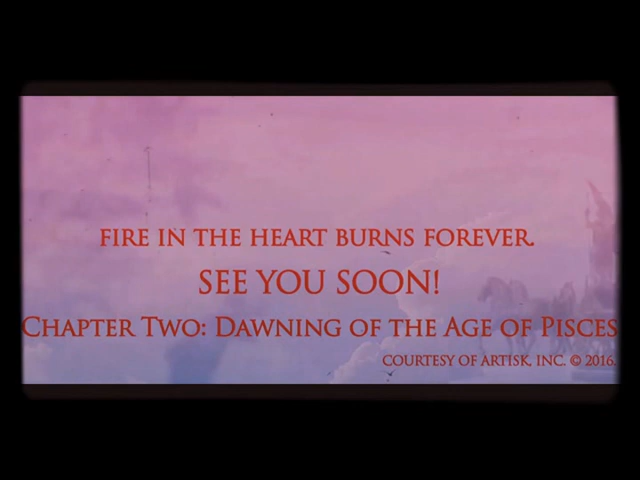 FIRE IN THE HEART BURNS FOREVER.
SEE YOU SOON!
CHAPTER TWO: DAWNING OF THE AGE OF PISCES
COURTESY OF ARTISK, INC. © 2016.